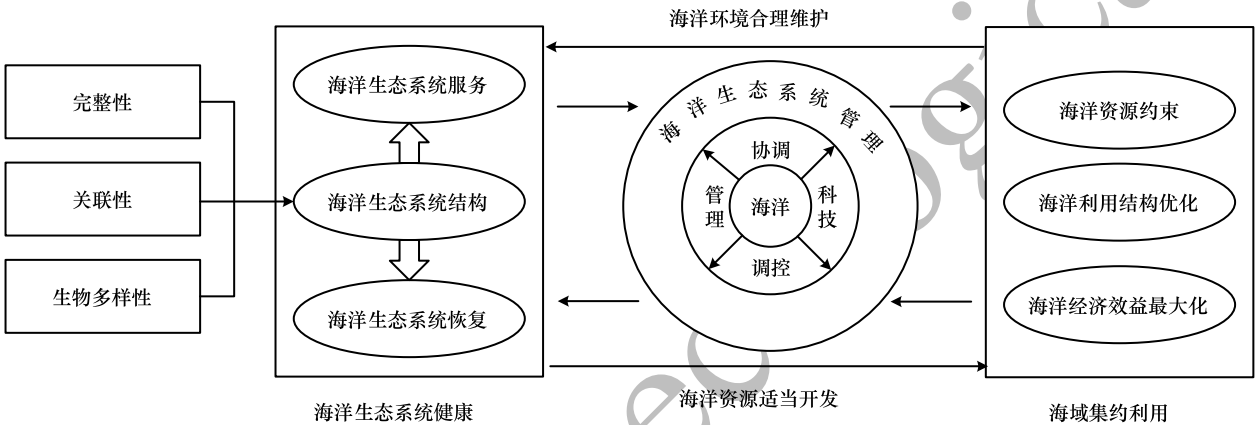 海洋环境合理维护
完整性
关联性
生物多样性
海洋生态系统服务
海洋生态系统结构
海洋生态系统恢复
海洋生态系统健康
海洋生态系统管理
协调
管理
海洋
科技
调控
海洋资源适当开发
海洋资源约束
海洋利用结构优化
海洋经济效益最大化
海域集约利用